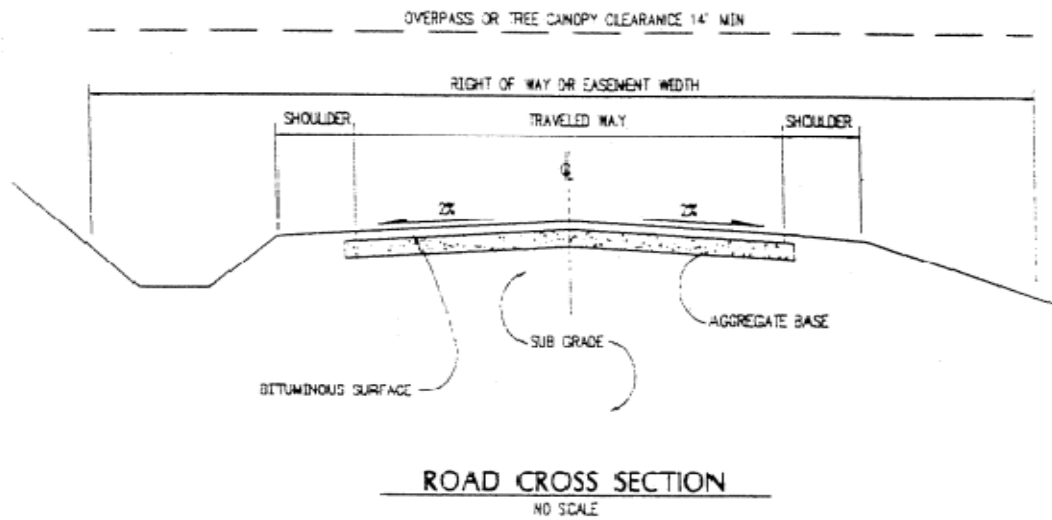 OVERPASS OR TREE CANOPY CLEARANCE 14' MIN
RIGHT OF WAY OR EASEMENT WIDTH
SHOULDER TRAVELED WAY SHOULDER
℄
2% 2%
AGGREGATE BASE
SUB GRADE
BITUMINOUS SURFACE
ROAD CROSS SECTION
NO SCALE